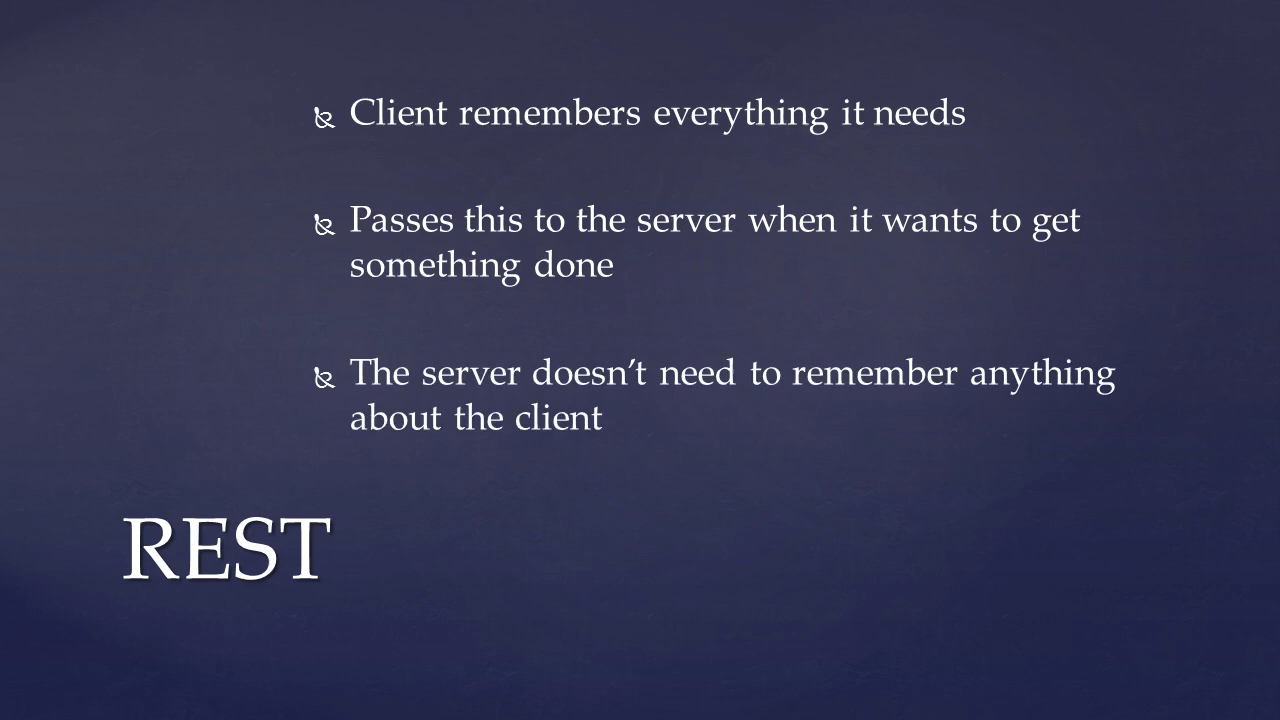 Client remembers everything it needs
Passes this to the server when it wants to get
something done
The server doesn’t need to remember anything
about the client
REST